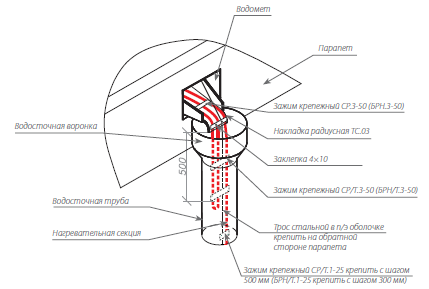 Водомет
Парапет
Зажим крепежный СР.3-50 (БРН.3-50)
Водосточная воронка
Накладка радиусная ТС.03
Заклепка 4×10
500
Зажим крепежный СР/Т.3-50 (БРН/Т.3-50)
Водосточная труба
Трос стальной в п/э оболочке
крепить на обратной
стороне парапета
Нагревательная секция
Зажим крепежный СР/Т.1-25 крепить с шагом
500 мм (БРН/Т.1-25 крепить с шагом 300 мм)